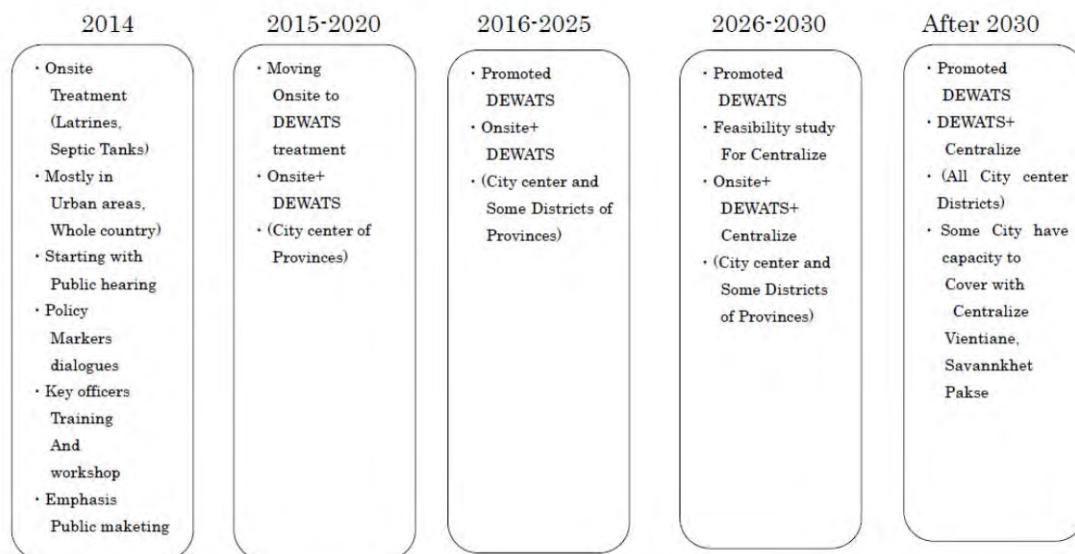 2014
· Onsite
Treatment
(Latrines,
Septic Tanks)
· Mostly in
Urban areas,
Whole country)
· Starting with
Public hearing
· Policy
Markers
dialogues
· Key officers
Training
And
workshop
· Emphasis
Public maketing
2015-2020
· Moving
Onsite to
DEWATS
treatment
· Onsite+
DEWATS
· (City center of
Provinces)
2016-2025
· Promoted
DEWATS
· Onsite+
DEWATS
· (City center and
Some Districts of
Provinces)
2026-2030
· Promoted
DEWATS
· Feasibility study
For Centralize
· Onsite+
DEWATS+
Centralize
· (City center and
Some Districts
of Provinces)
After 2030
· Promoted
DEWATS
· DEWATS+
Centralize
· (All City center
Districts)
· Some City have
capacity to
Cover with
Centralize
Vientiane,
Savannkhet
Pakse